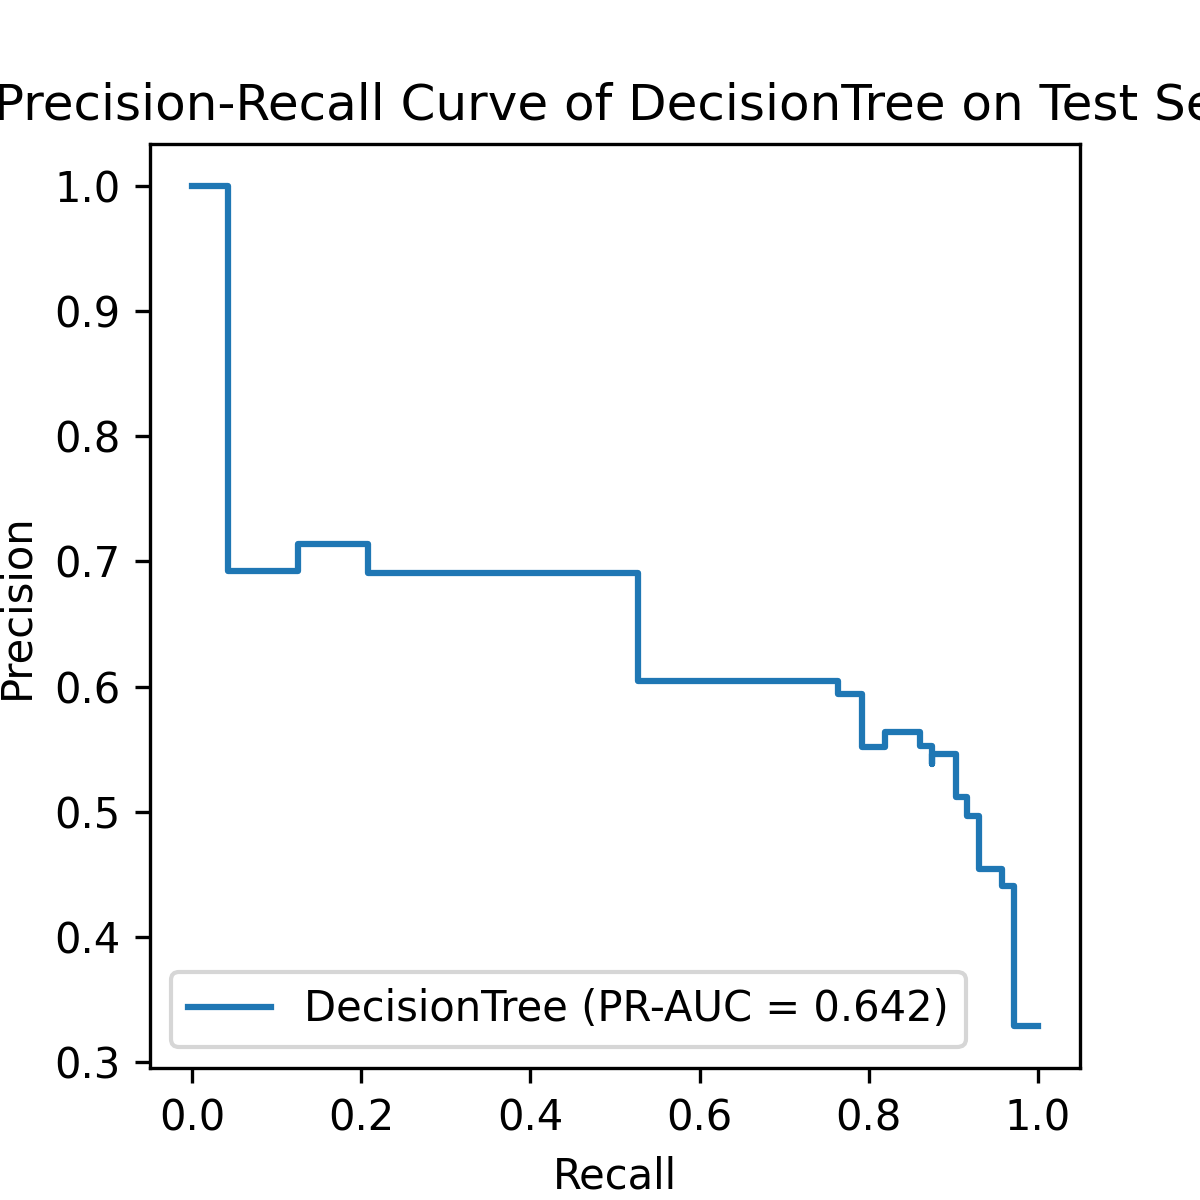 Precision-Recall Curve of DecisionTree on Test Se
1.0
0.9
0.8
0.7
0.6
0.5
0.4
0.3
Precision
DecisionTree (PR-AUC = 0.642)
0.0 0.2 0.4 0.6 0.8 1.0
Recall